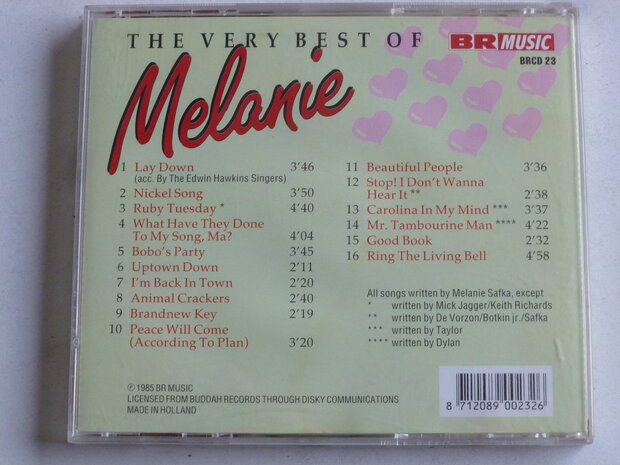 THE VERY BEST OF
Melanie
BR MUSIC
BRCD 23
1 Lay Down 3'46
(acc. By The Edwin Hawkins Singers)
2 Nickel Song 3'50
3 Ruby Tuesday * 4'40
4 What Have They Done
To My Song, Ma? 4'04
5 Bobo's Party 3'45
6 Uptown Down 2'11
7 I'm Back In Town 2'20
8 Animal Crackers 2'40
9 Brandnew Key 2'19
10 Peace Will Come
(According To Plan) 3'20
11 Beautiful People 3'36
12 Stop! I Don't Wanna
Hear It ** 2'38
13 Carolina In My Mind *** 3'37
14 Mr. Tambourine Man **** 4'22
15 Good Book 2'32
16 Ring The Living Bell 4'58
All songs written by Melanie Safka, except
* written by Mick Jagger/Keith Richards
** written by De Vorzon/Botkin jr./Safka
*** written by Taylor
**** written by Dylan
℗ 1985 BR MUSIC
LICENSED FROM BUDDAH RECORDS THROUGH DISKY COMMUNICATIONS
MADE IN HOLLAND
8 712089 002326